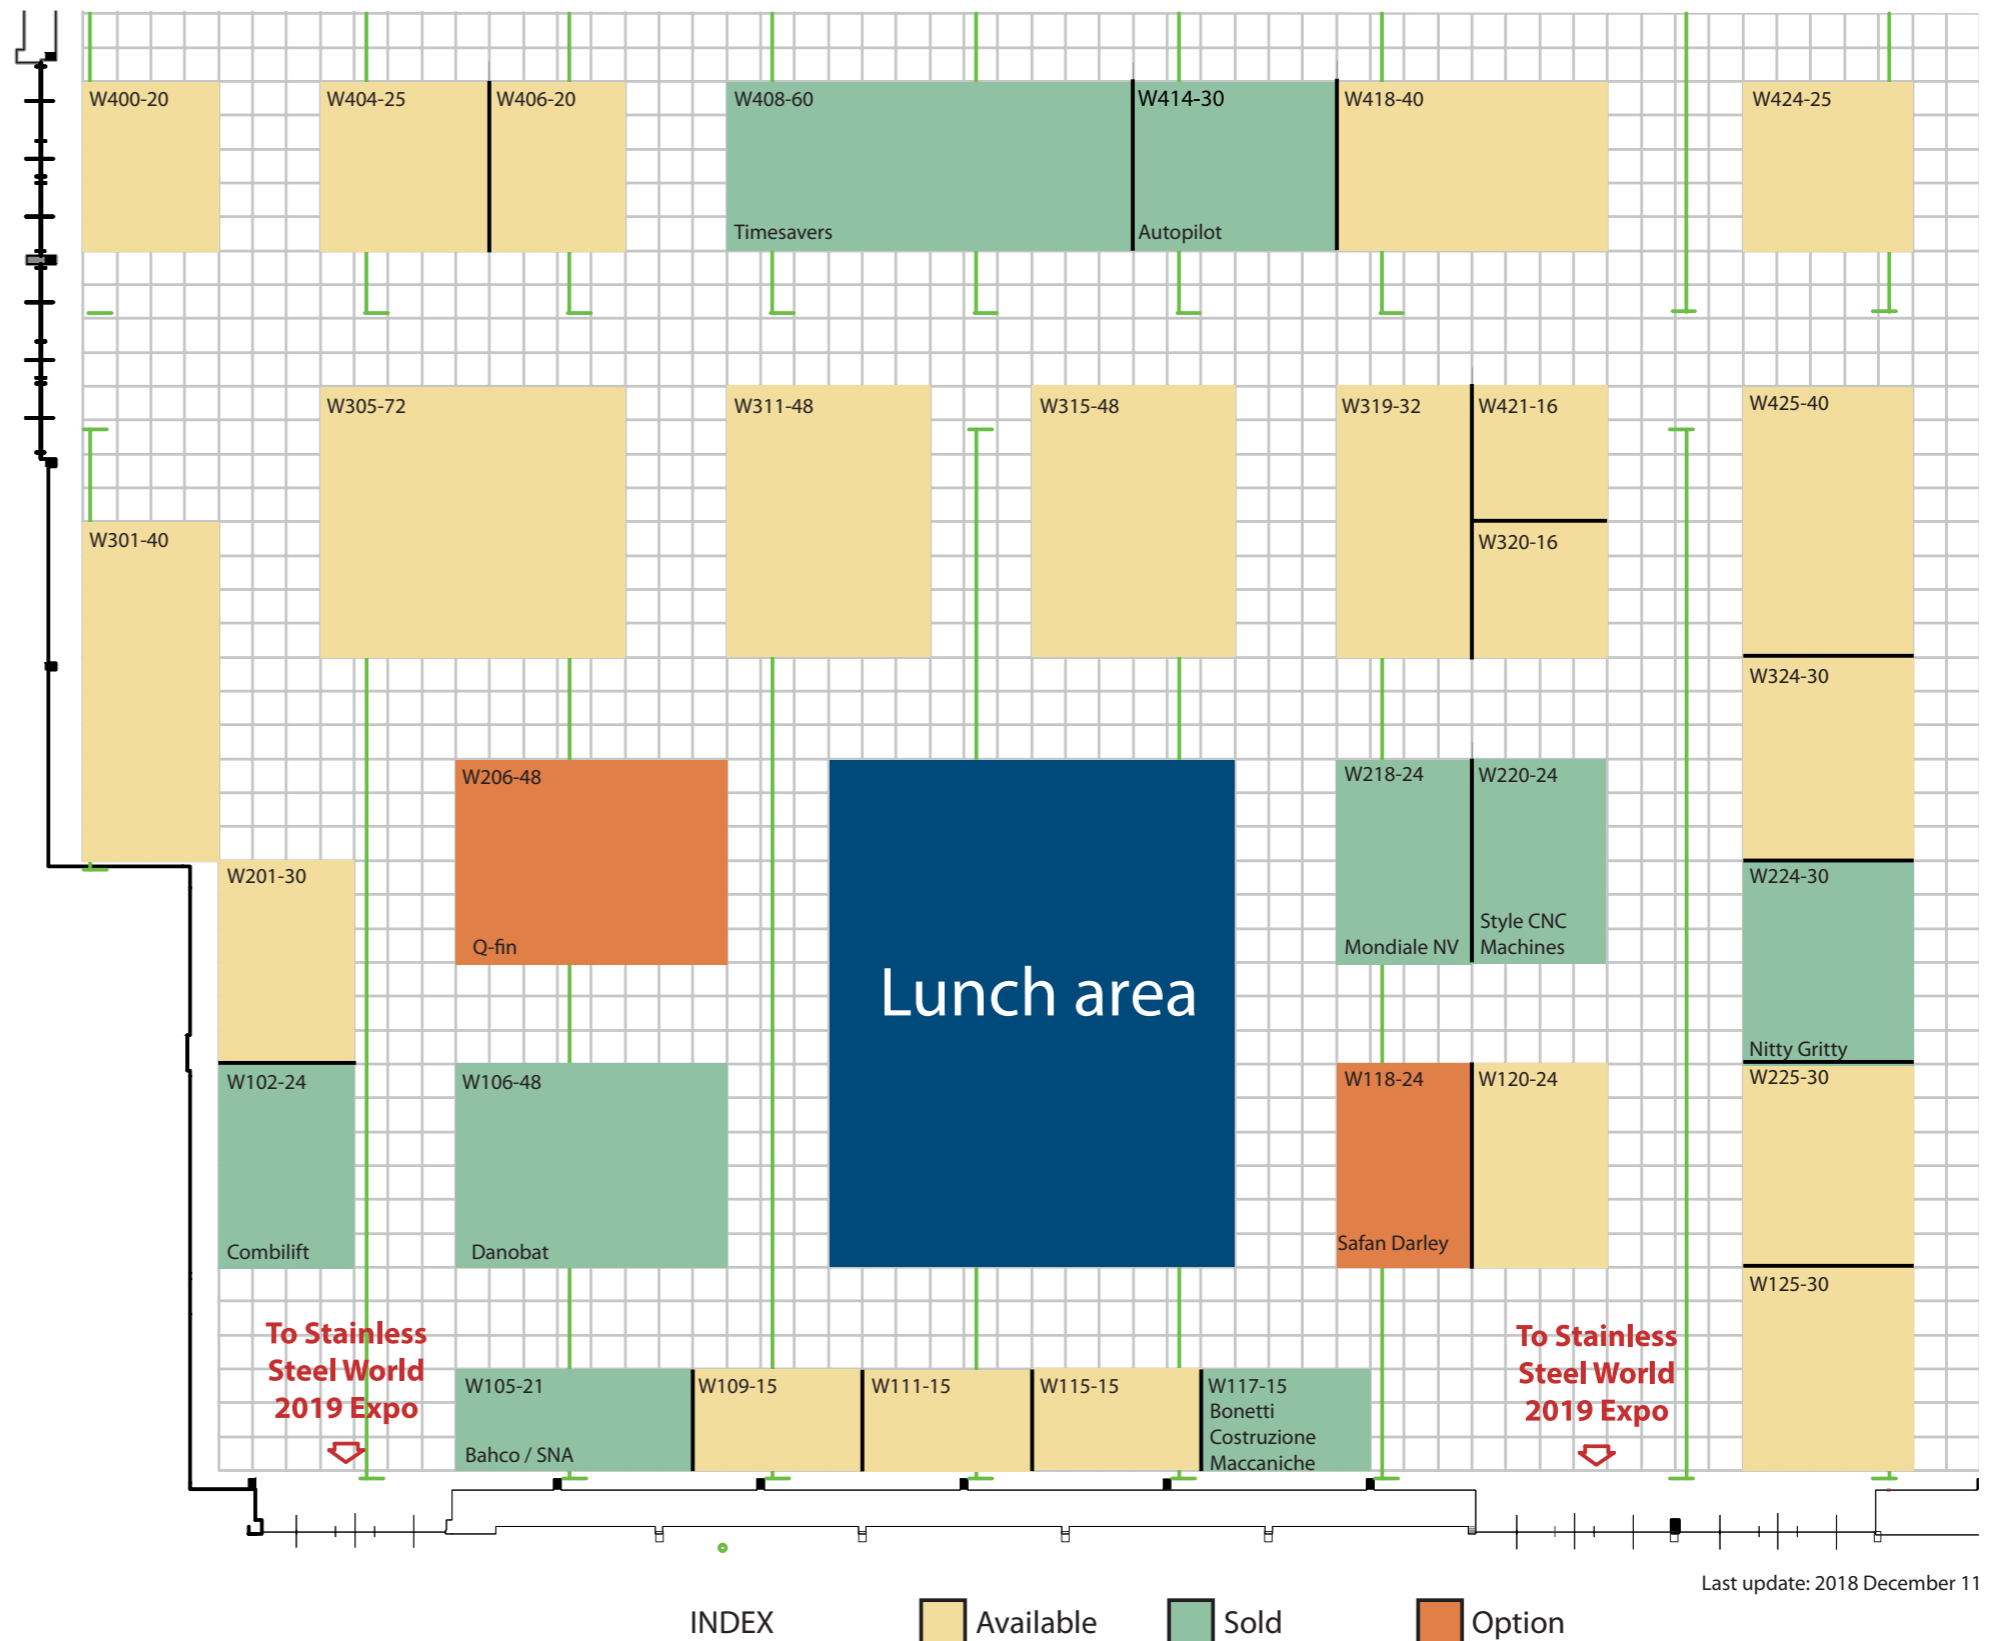 W400-20
W404-25
W406-20
W408-60
W414-30
W418-40
W424-25
Timesavers
Autopilot
W305-72
W311-48
W315-48
W319-32
W421-16
W425-40
W301-40
W320-16
W324-30
W206-48
W218-24
W220-24
Q-fin
Mondiale NV
Style CNC
Machines
W201-30
W224-30
Nitty Gritty
Lunch area
W102-24
W106-48
W118-24
W120-24
W225-30
Combilift
Danobat
Safan Darley
W125-30
To Stainless
Steel World
2019 Expo
To Stainless
Steel World
2019 Expo
W105-21
Bahco / SNA
W109-15
W111-15
W115-15
W117-15
Bonetti
Costruzione
Maccaniche
Last update: 2018 December 11
INDEX
Available
Sold
Option